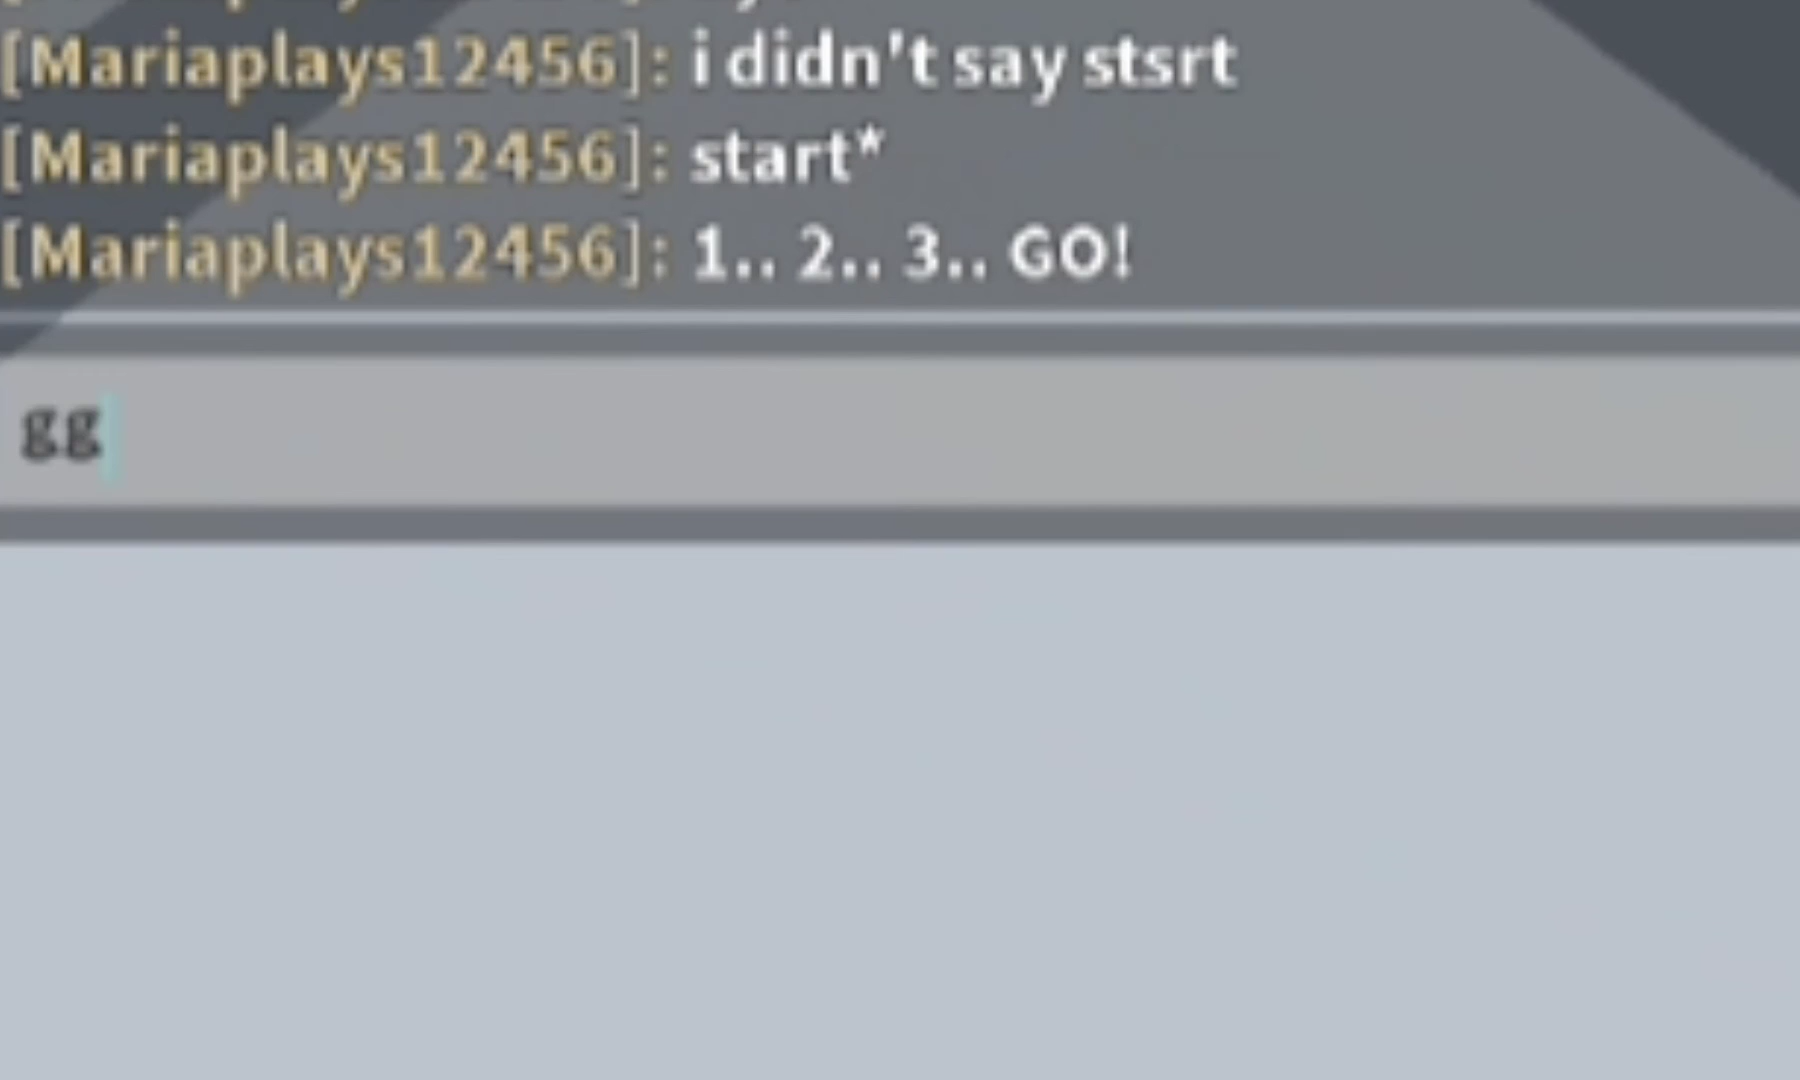 [Mariaplays12456]: i didn't say stsrt
[Mariaplays12456]: start*
[Mariaplays12456]: 1.. 2.. 3.. GO!
gg